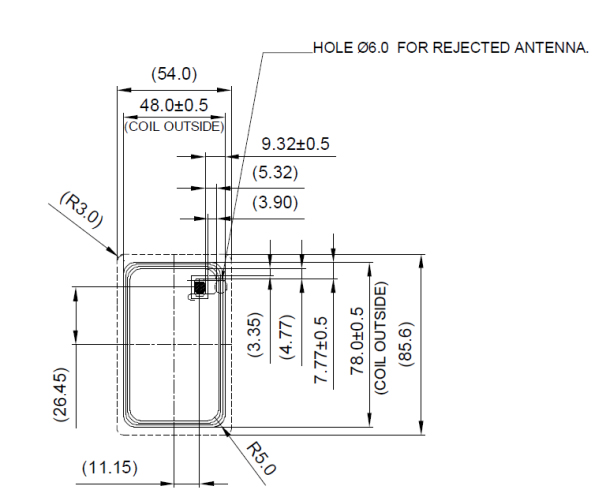 HOLE Ø6.0 FOR REJECTED ANTENNA.
(54.0)
48.0±0.5
(COIL OUTSIDE)
9.32±0.5
(5.32)
(3.90)
(R3.0)
(3.35)
(4.77)
7.77±0.5
78.0±0.5
(COIL OUTSIDE)
(85.6)
(26.45)
R5.0
(11.15)